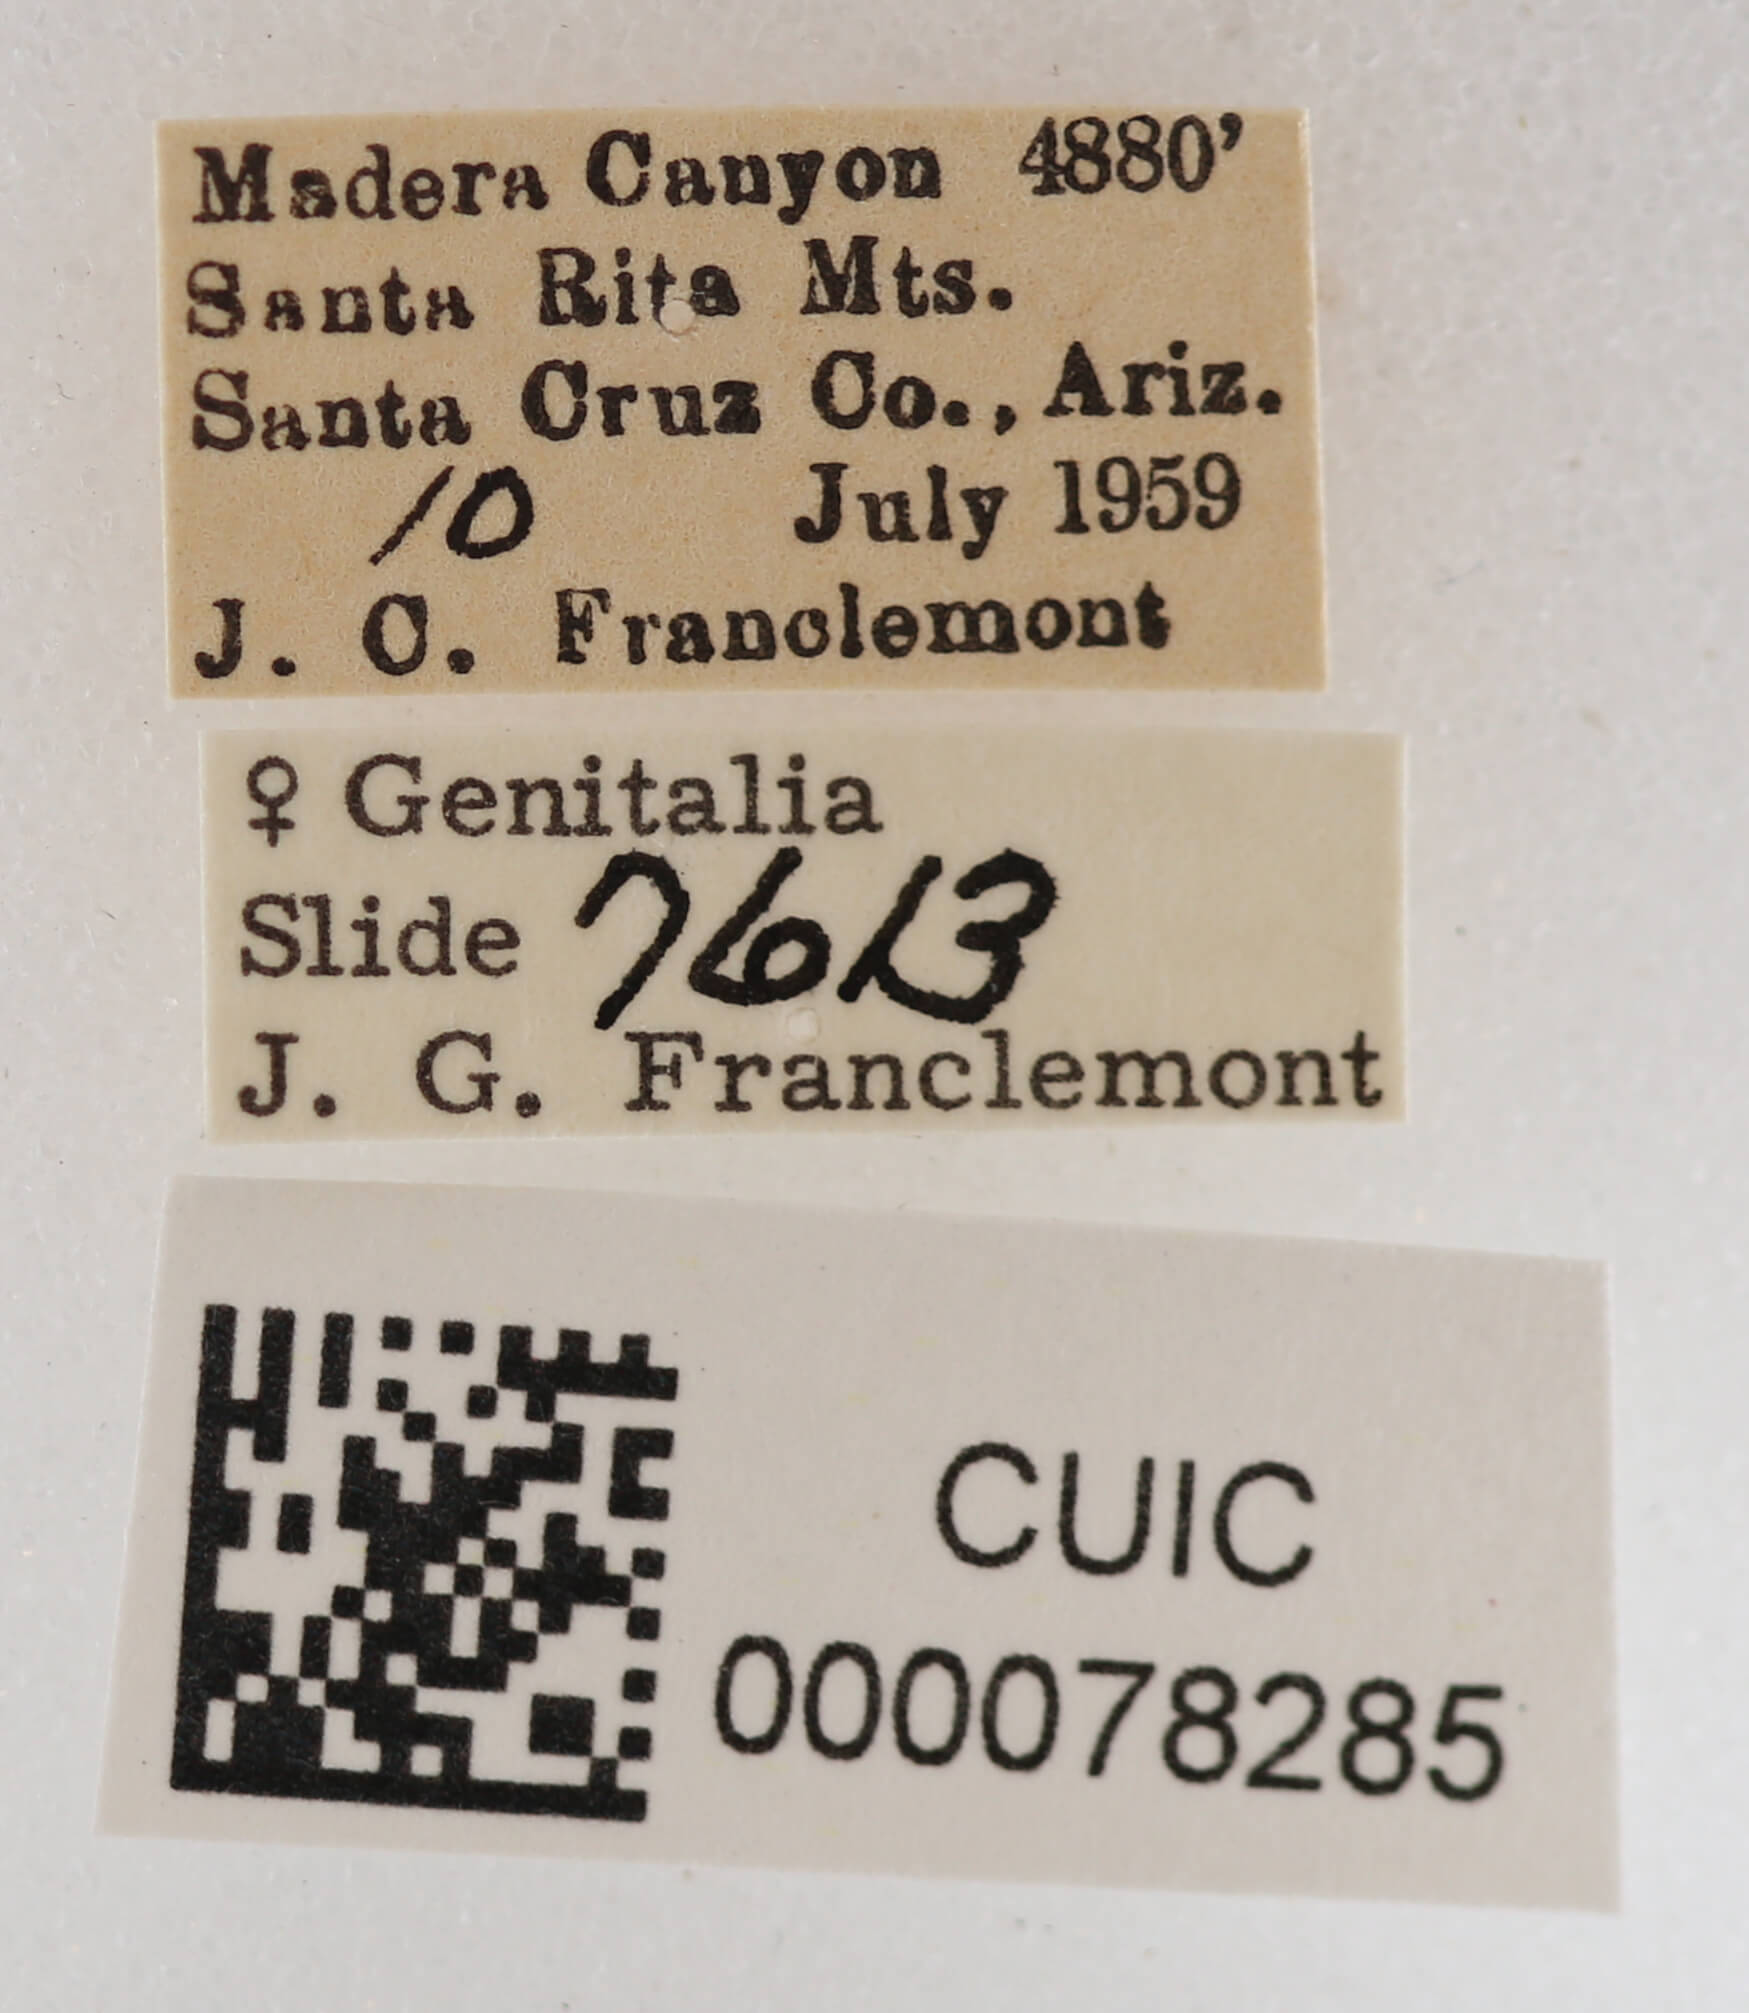 Madera Canyon 4880'
Santa Rita Mts.
Santa Cruz Co., Ariz.
10 July 1959
J. G. Franclemont
♀ Genitalia
Slide 7613
J. G. Franclemont
CUIC
000078285